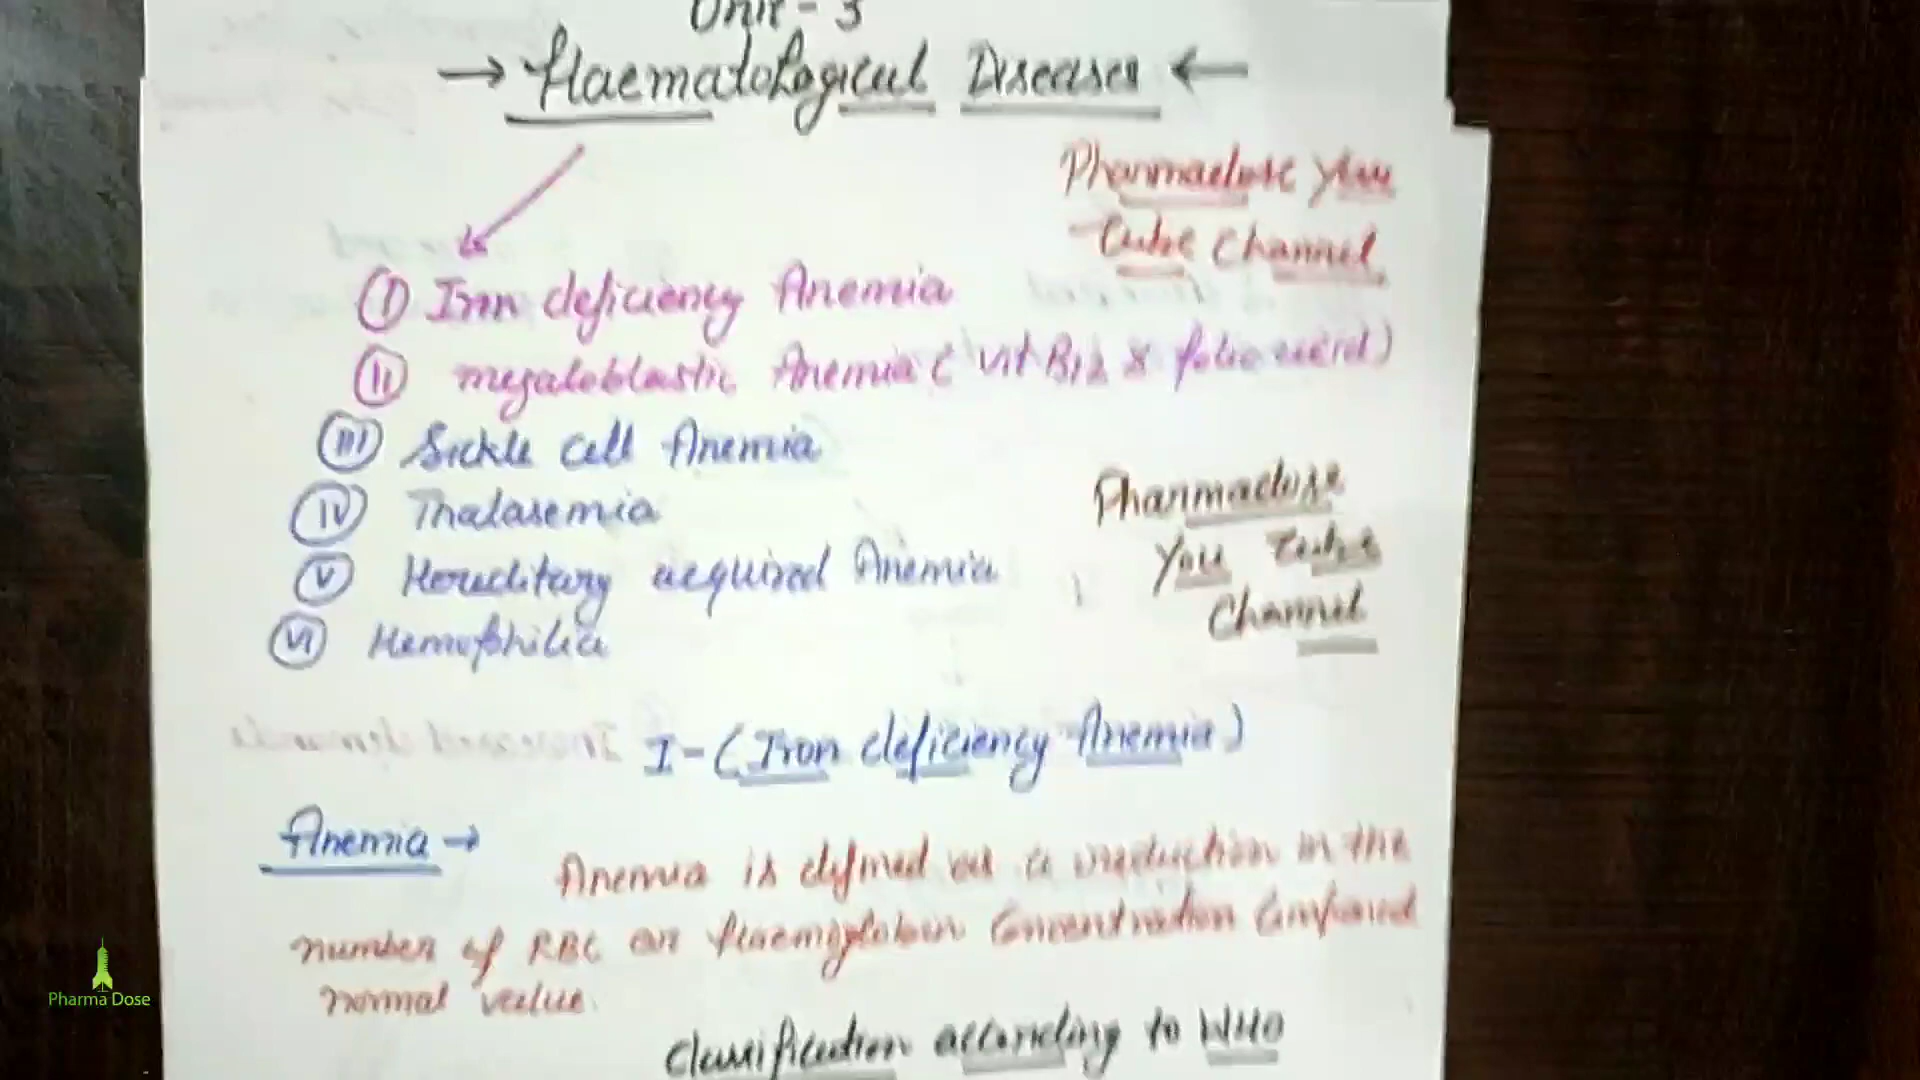 Unit - 3
→ Haematological Diseases ←
Pharmadose You
Tube Channel
(I) Iron deficiency Anemia
(II) megaloblastic Anemia ( Vit B12 & folic acid )
(III) Sickle cell Anemia
(IV) Thalasemia
(V) Hereditary acquired Anemia
(VI) Hemophilia
Pharmadose
You Tube
Channel
I - ( Iron deficiency Anemia )
Anemia →
Anemia is defined as a reduction in the
number of RBC or Haemoglobin Concentration Compared
normal value.
classification according to WHO
Pharma Dose